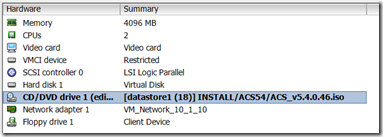 Hardware Summary
Memory 4096 MB
CPUs 2
Video card Video card
VMCI device Restricted
SCSI controller 0 LSI Logic Parallel
Hard disk 1 Virtual Disk
CD/DVD drive 1 (edi... [datastore1 (18)] INSTALL/ACS54/ACS_v5.4.0.46.iso
Network adapter 1 VM_Network_10_1_10
Floppy drive 1 Client Device